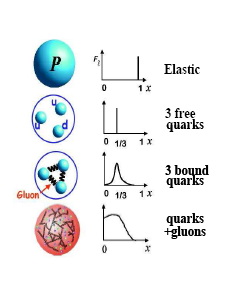 P
F₂
0 1 x
Elastic
u
u d
0 1/3 1 x
3 free
quarks
Gluon
0 1/3 1 x
3 bound
quarks
0 x
quarks
+gluons